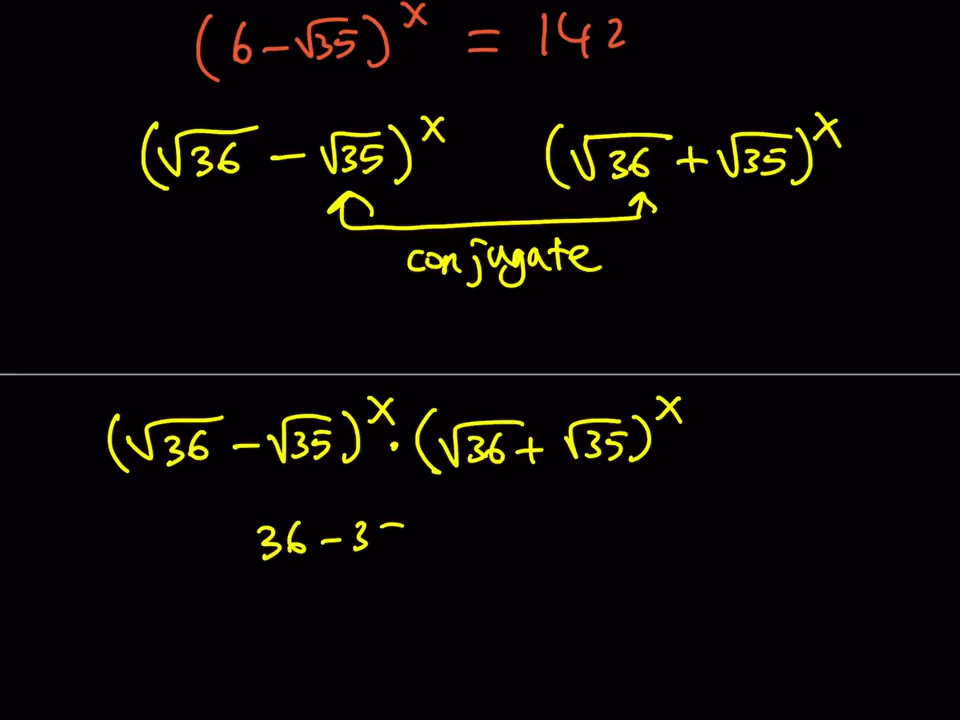 (6-√35)^x = 142
(√36 - √35)^x (√36 + √35)^x
conjugate
(√36 - √35)^x · (√36 + √35)^x
36 - 3